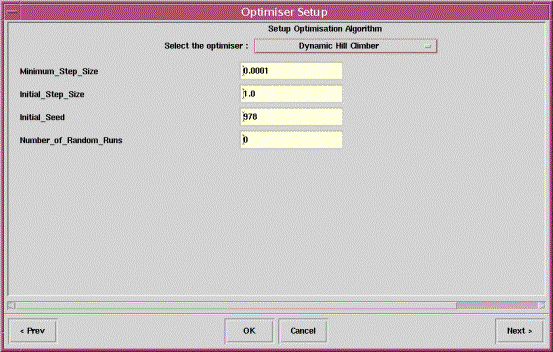 Optimiser Setup
Setup Optimisation Algorithm
Select the optimiser : Dynamic Hill Climber
Minimum_Step_Size 0.0001
Initial_Step_Size 1.0
Initial_Seed 978
Number_of_Random_Runs 0
< Prev OK Cancel Next >